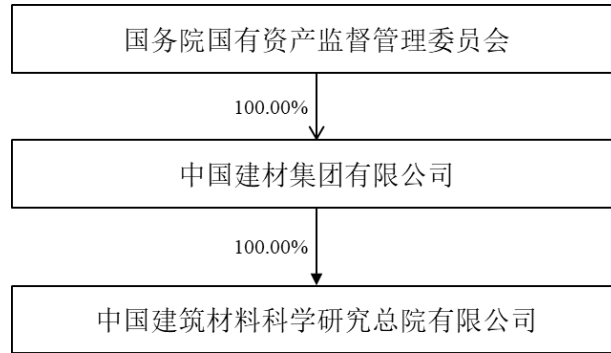 国务院国有资产监督管理委员会
100.00%
中国建材集团有限公司
100.00%
中国建筑材料科学研究总院有限公司